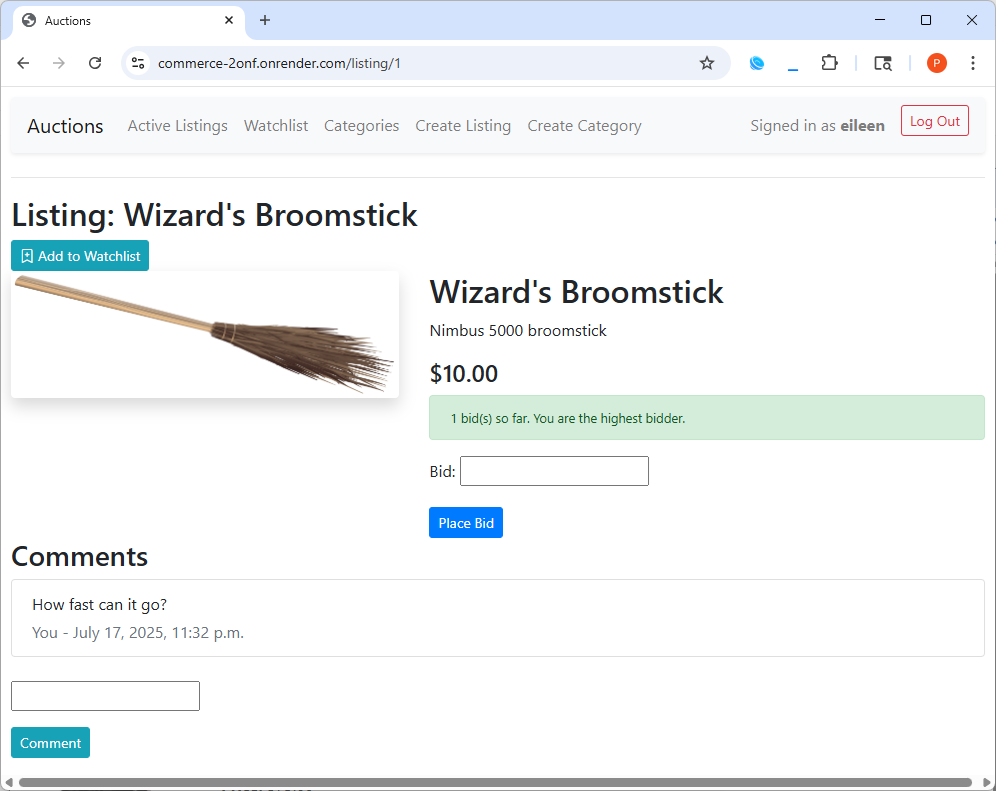 Auctions
commerce-2onf.onrender.com/listing/1
P
Auctions Active Listings Watchlist Categories Create Listing Create Category Signed in as eileen Log Out
Listing: Wizard's Broomstick
Add to Watchlist
Wizard's Broomstick
Nimbus 5000 broomstick
$10.00
1 bid(s) so far. You are the highest bidder.
Bid:
Place Bid
Comments
How fast can it go?
You - July 17, 2025, 11:32 p.m.
Comment